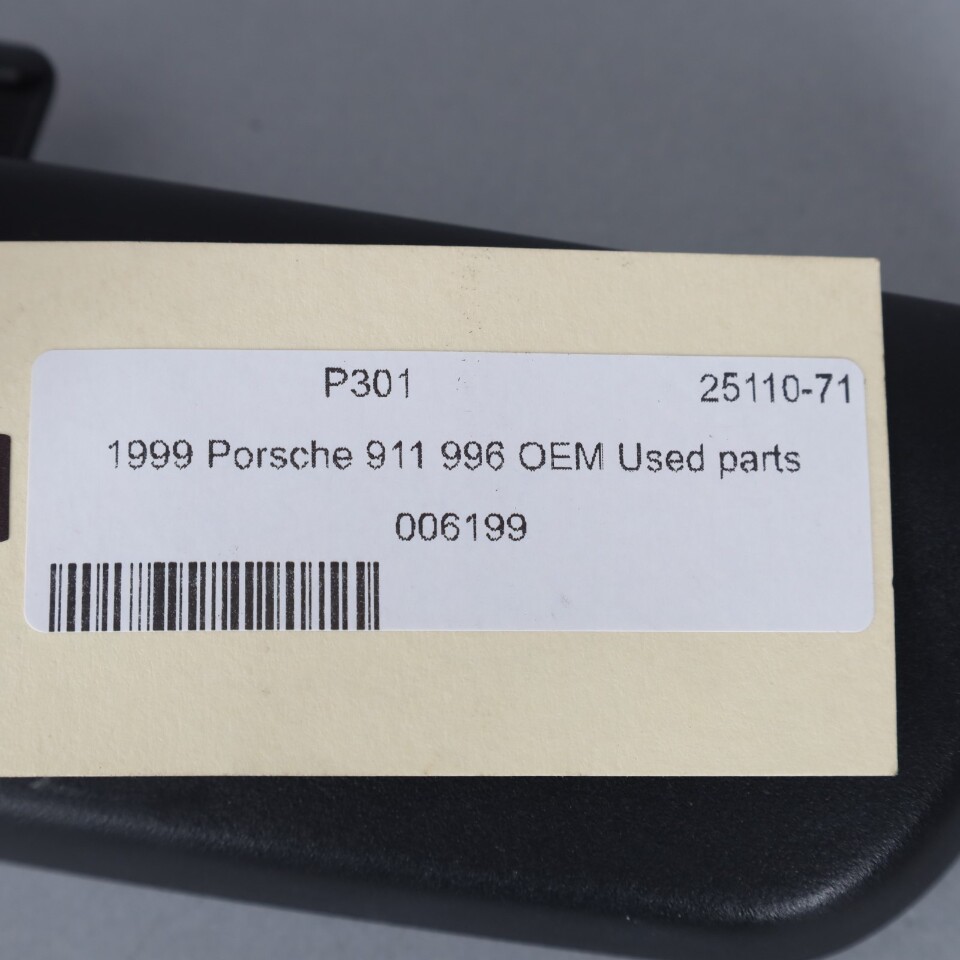 P301 25110-71
1999 Porsche 911 996 OEM Used parts
006199